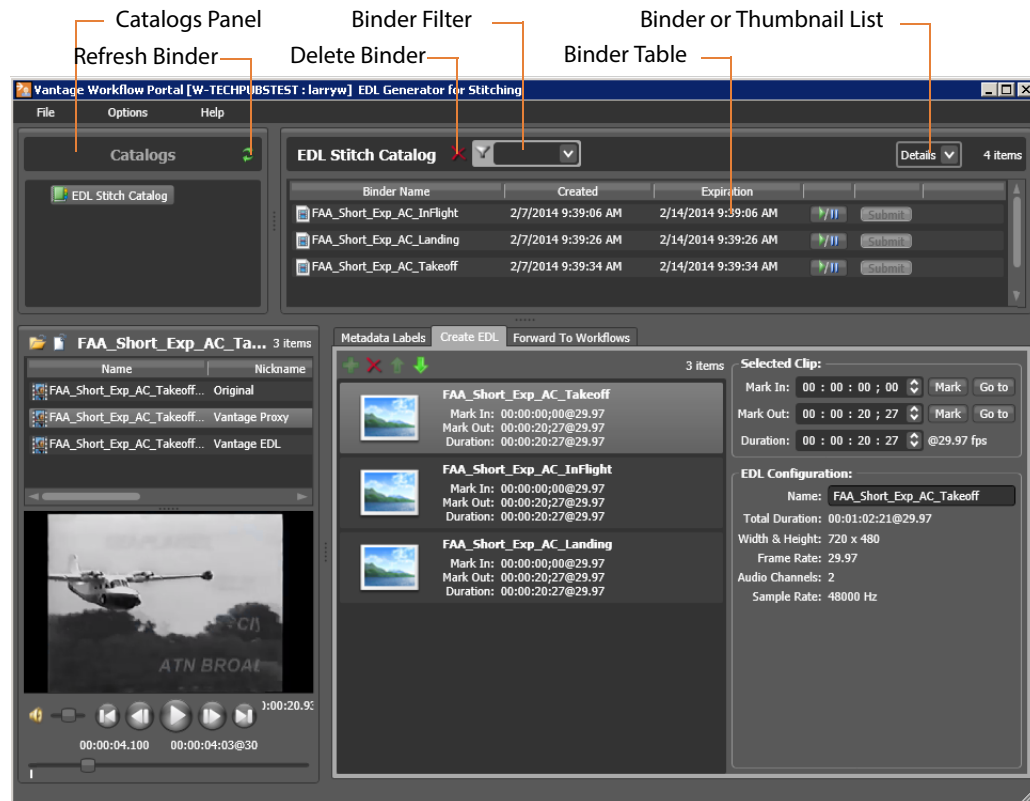 Catalogs Panel
Binder Filter
Binder or Thumbnail List
Refresh Binder
Delete Binder
Binder Table
Vantage Workflow Portal [W-TECHPUBSTEST : larryw] EDL Generator for Stitching
File Options Help
Catalogs
EDL Stitch Catalog
EDL Stitch Catalog
Details
4 items
Binder Name Created Expiration
FAA_Short_Exp_AC_InFlight 2/7/2014 9:39:06 AM 2/14/2014 9:39:06 AM Submit
FAA_Short_Exp_AC_Landing 2/7/2014 9:39:26 AM 2/14/2014 9:39:26 AM Submit
FAA_Short_Exp_AC_Takeoff 2/7/2014 9:39:34 AM 2/14/2014 9:39:34 AM Submit
FAA_Short_Exp_AC_Ta... 3 items
Name Nickname
FAA_Short_Exp_AC_Takeoff... Original
FAA_Short_Exp_AC_Takeoff... Vantage Proxy
FAA_Short_Exp_AC_Takeoff... Vantage EDL
ATN BROA
00:00:04.100 00:00:04:03@30
Metadata Labels Create EDL Forward To Workflows
3 items
FAA_Short_Exp_AC_Takeoff
Mark In: 00:00:00;00@29.97
Mark Out: 00:00:20;27@29.97
Duration: 00:00:20:27@29.97
FAA_Short_Exp_AC_InFlight
Mark In: 00:00:00;00@29.97
Mark Out: 00:00:20;27@29.97
Duration: 00:00:20:27@29.97
FAA_Short_Exp_AC_Landing
Mark In: 00:00:00;00@29.97
Mark Out: 00:00:20;27@29.97
Duration: 00:00:20:27@29.97
Selected Clip:
Mark In: 00 : 00 : 00 ; 00 Mark Go to
Mark Out: 00 : 00 : 20 ; 27 Mark Go to
Duration: 00 : 00 : 20 : 27 @29.97 fps
EDL Configuration:
Name: FAA_Short_Exp_AC_Takeoff
Total Duration: 00:01:02:21@29.97
Width & Height: 720 x 480
Frame Rate: 29.97
Audio Channels: 2
Sample Rate: 48000 Hz